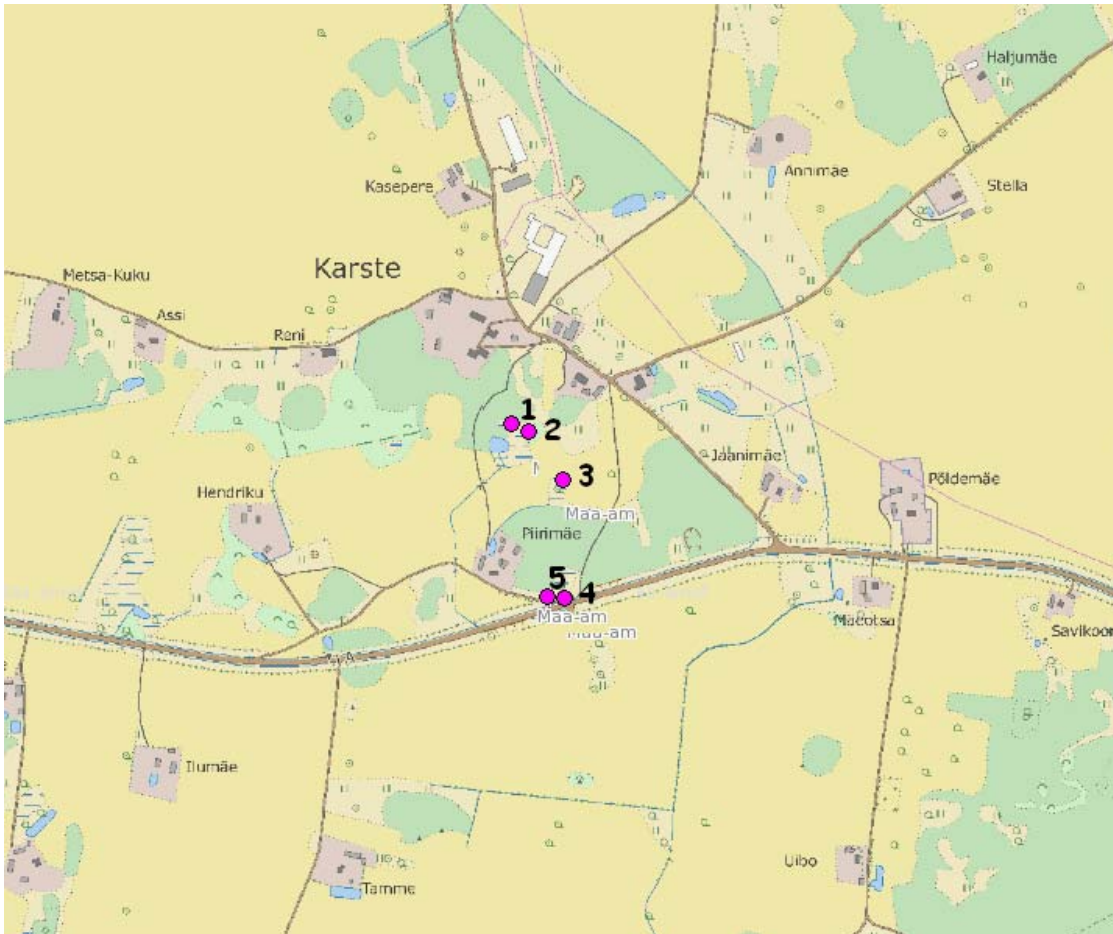 Haljumäe
Annimäe
Kasepere
Stella
Karste
Metsa-Kuku
Assi
Reni
1
2
Jaanimäe
3
Põldemäe
Hendriku
Maa-am
Piirimäe
5
4
Maa-am
Maa-am
Madotsa
Ilumäe
Uibo
Tamme